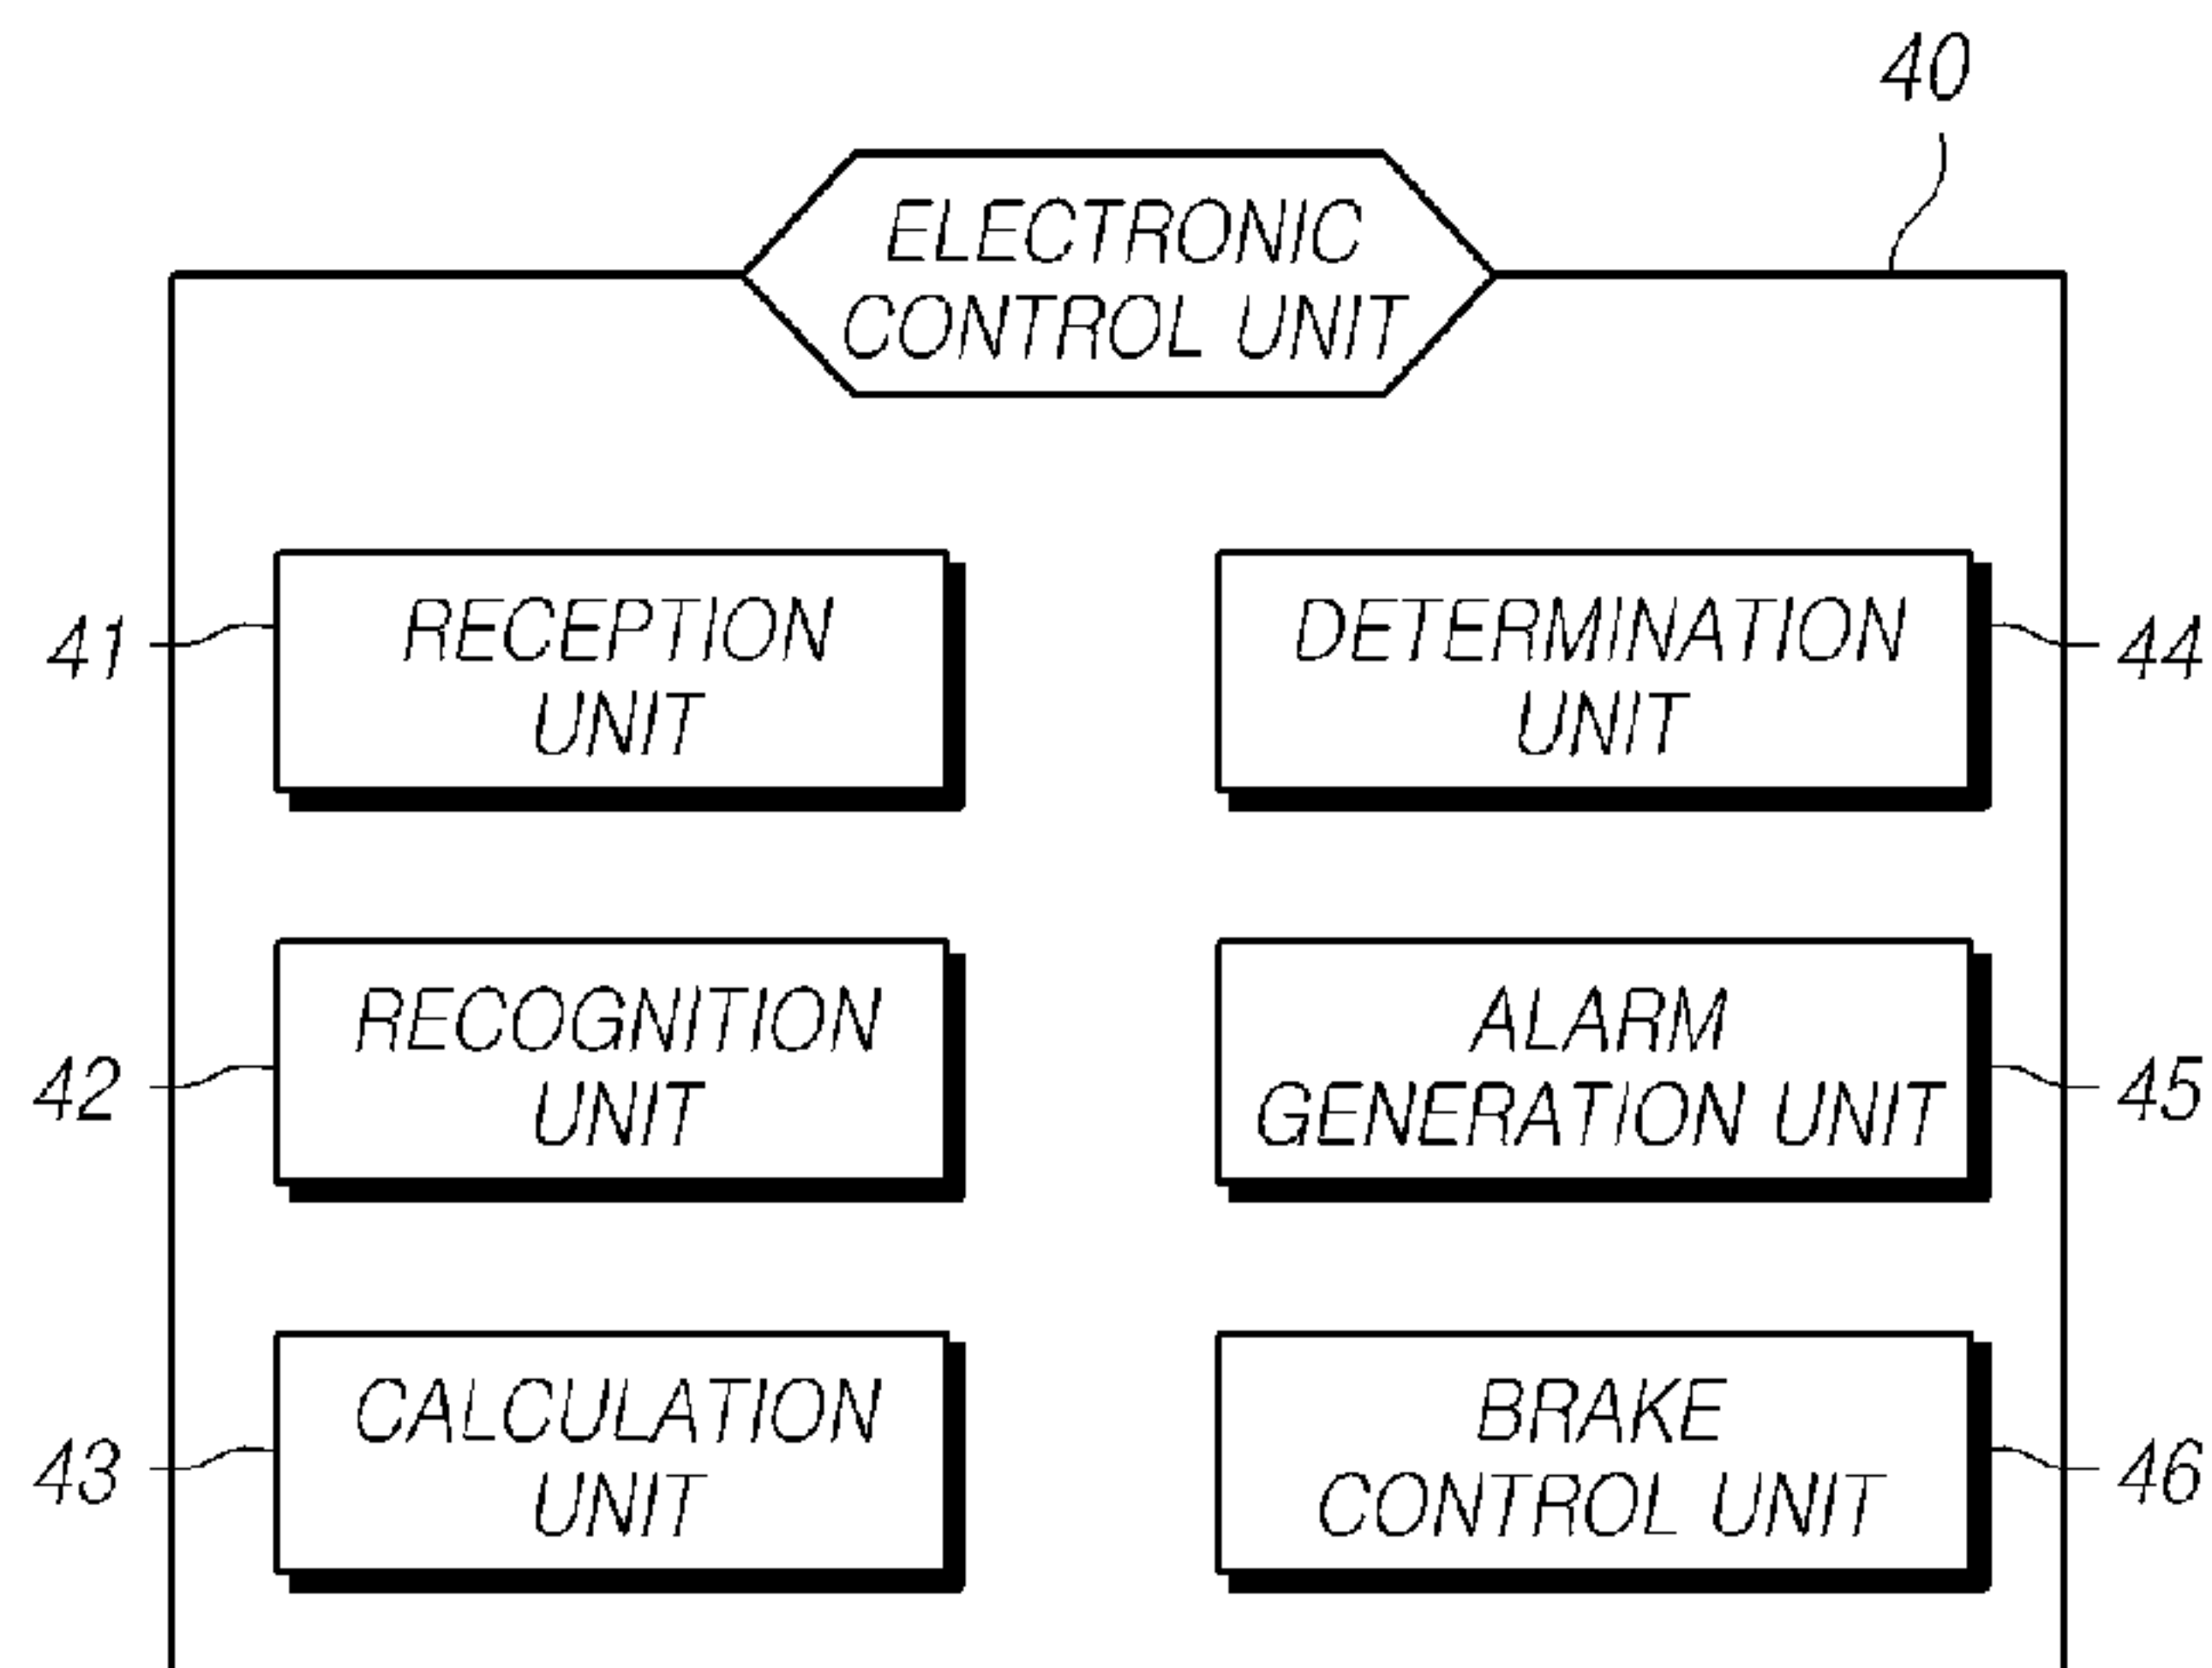 40
ELECTRONIC
CONTROL UNIT
41
RECEPTION
UNIT
DETERMINATION
UNIT
44
42
RECOGNITION
UNIT
ALARM
GENERATION UNIT
45
43
CALCULATION
UNIT
BRAKE
CONTROL UNIT
46